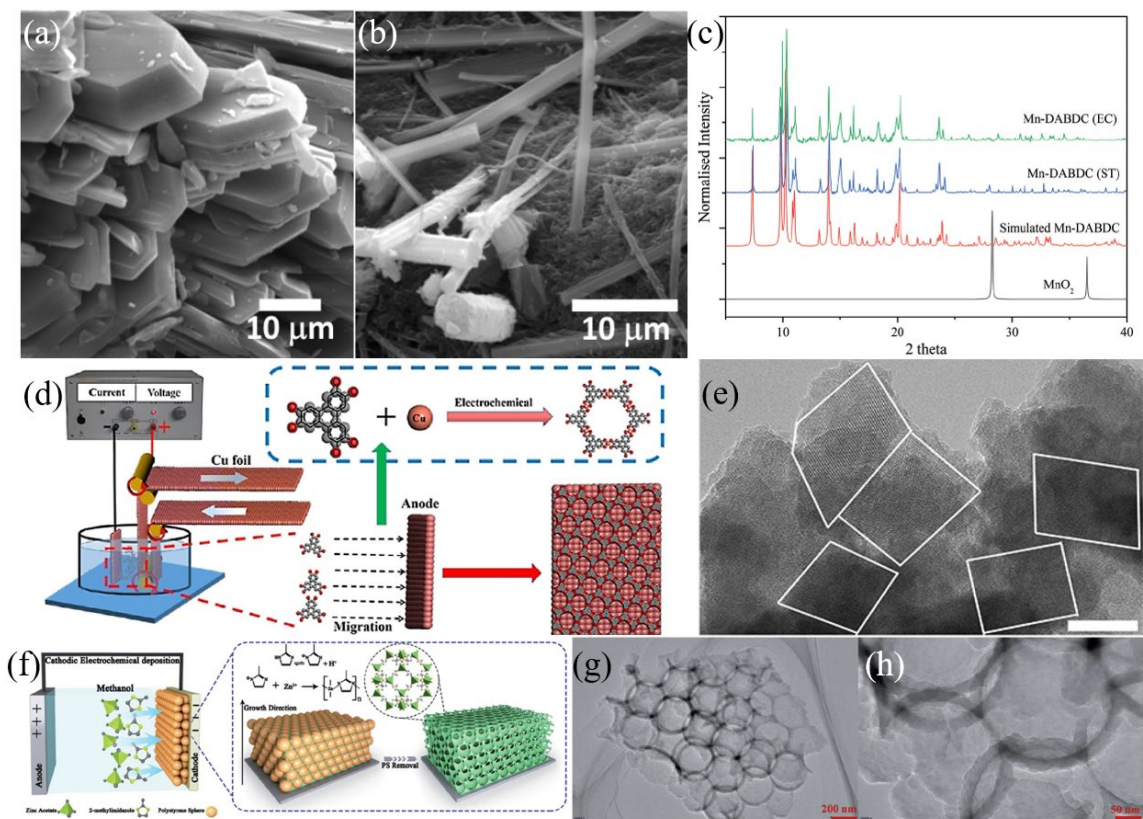 (a)
10 μm
(b)
10 μm
(c)
Normalised Intensity
Mn-DABDC (EC)
Mn-DABDC (ST)
Simulated Mn-DABDC
MnO2
10 20 30 40
2 theta
(d)
Current Voltage
- +
Cu foil
+ Cu
Electrochemical
Anode
Migration
(e)
(f)
Cathodic Electrochemical deposition
Methanol
Anode
Cathode
+ H+
+ Zn2+
n
Growth Direction
PS Removal
Zinc Acetate 2-methylimidazole Polystyrene Sphere
(g)
200 nm
(h)
50 nm